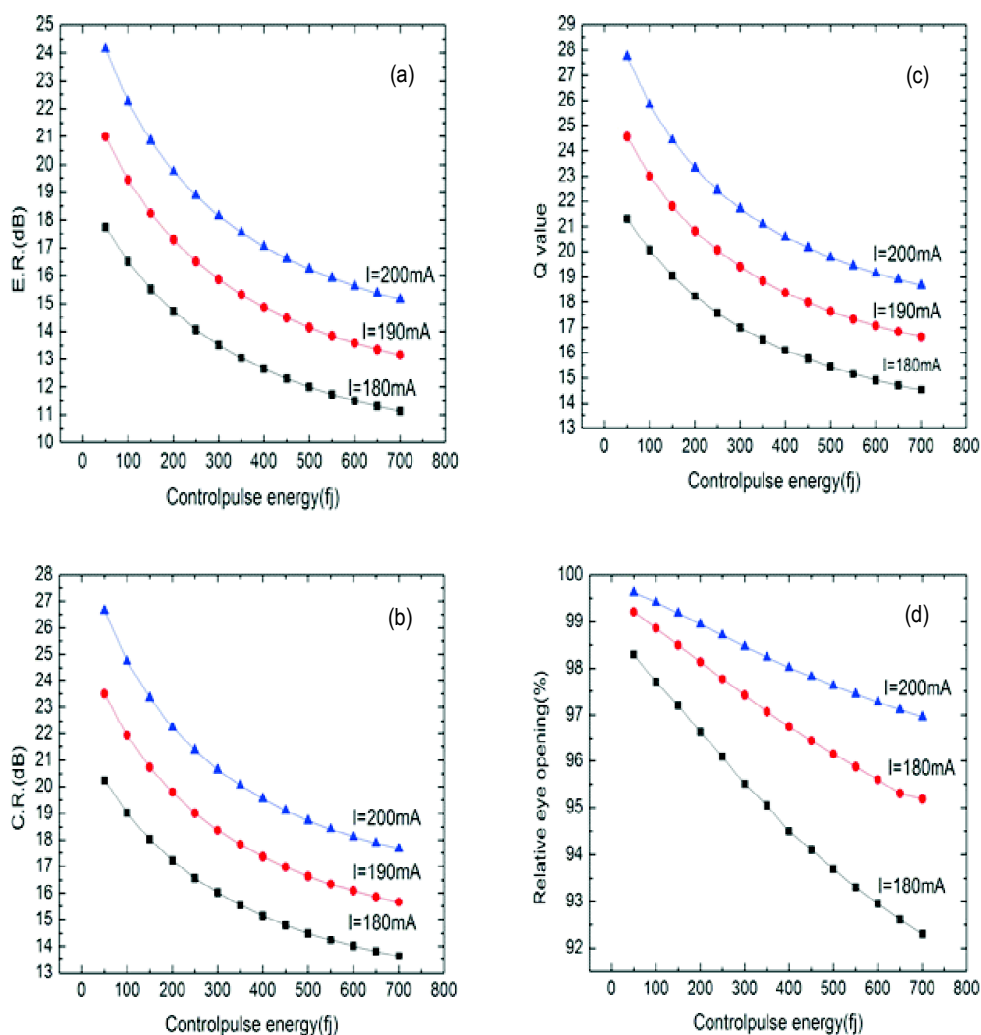 (a)
E.R.(dB)
25
24
23
22
21
20
19
18
17
16
15
14
13
12
11
10
I=200mA
I=190mA
I=180mA
0 100 200 300 400 500 600 700 800
Controlpulse energy(fj)
(c)
Q value
29
28
27
26
25
24
23
22
21
20
19
18
17
16
15
14
13
I=200mA
I=190mA
I=180mA
0 100 200 300 400 500 600 700 800
Controlpulse energy(fj)
(b)
C.R.(dB)
28
27
26
25
24
23
22
21
20
19
18
17
16
15
14
13
I=200mA
I=190mA
I=180mA
0 100 200 300 400 500 600 700 800
Controlpulse energy(fj)
(d)
Relative eye opening(%)
100
99
98
97
96
95
94
93
92
I=200mA
I=180mA
I=180mA
0 100 200 300 400 500 600 700 800
Controlpulse energy(fj)